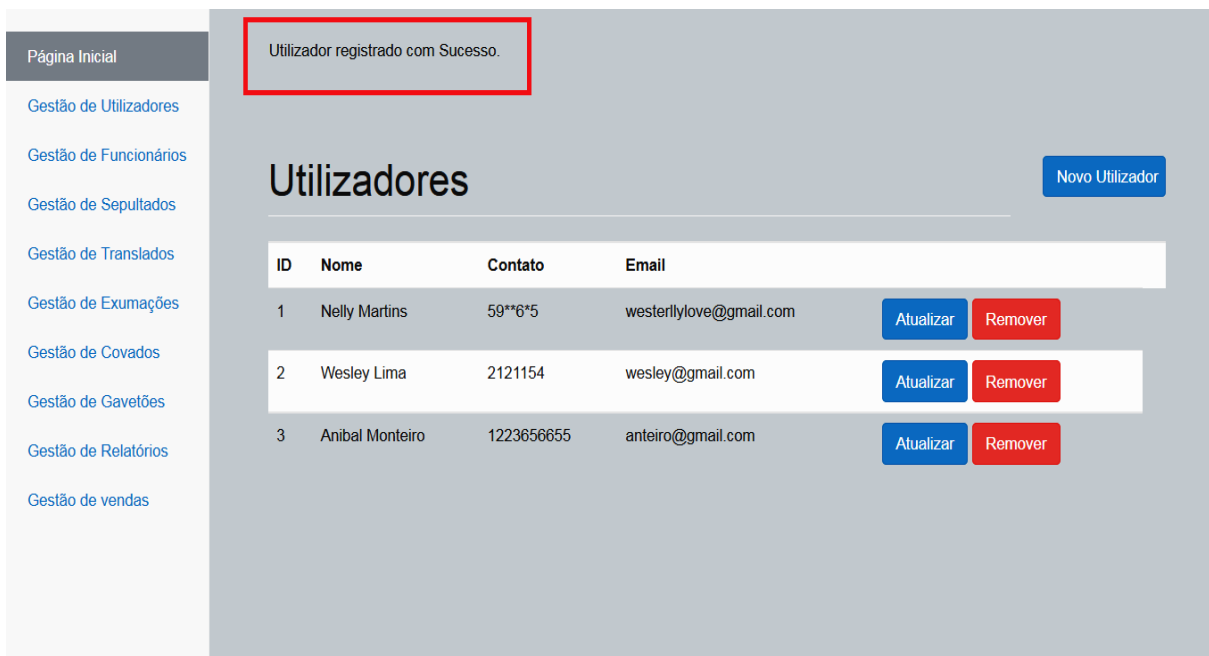 Página Inicial
Gestão de Utilizadores
Gestão de Funcionários
Gestão de Sepultados
Gestão de Translados
Gestão de Exumações
Gestão de Covados
Gestão de Gavetões
Gestão de Relatórios
Gestão de vendas
Utilizador registrado com Sucesso.
Utilizadores
Novo Utilizador
ID Nome Contato Email
1 Nelly Martins 59**6*5 westerllylove@gmail.com Atualizar Remover
2 Wesley Lima 2121154 wesley@gmail.com Atualizar Remover
3 Anibal Monteiro 1223656655 anteiro@gmail.com Atualizar Remover